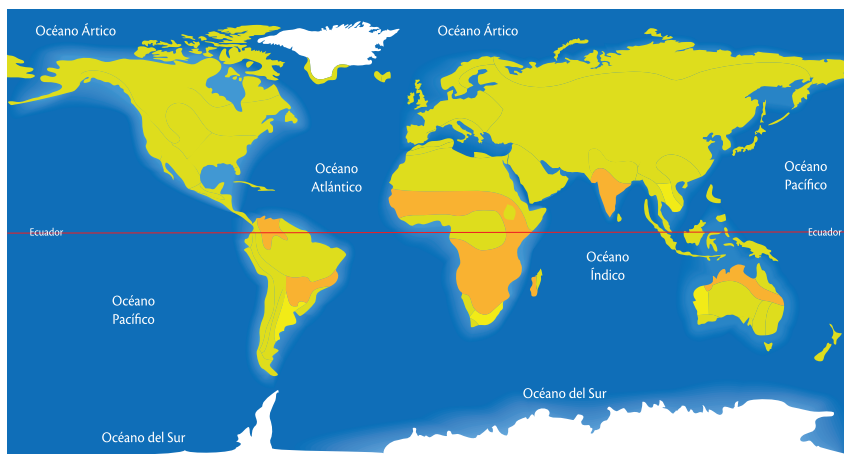 Océano Ártico
Océano Ártico
Océano
Atlántico
Océano
Pacífico
Ecuador
Ecuador
Océano
Índico
Océano
Pacífico
Océano del Sur
Océano del Sur